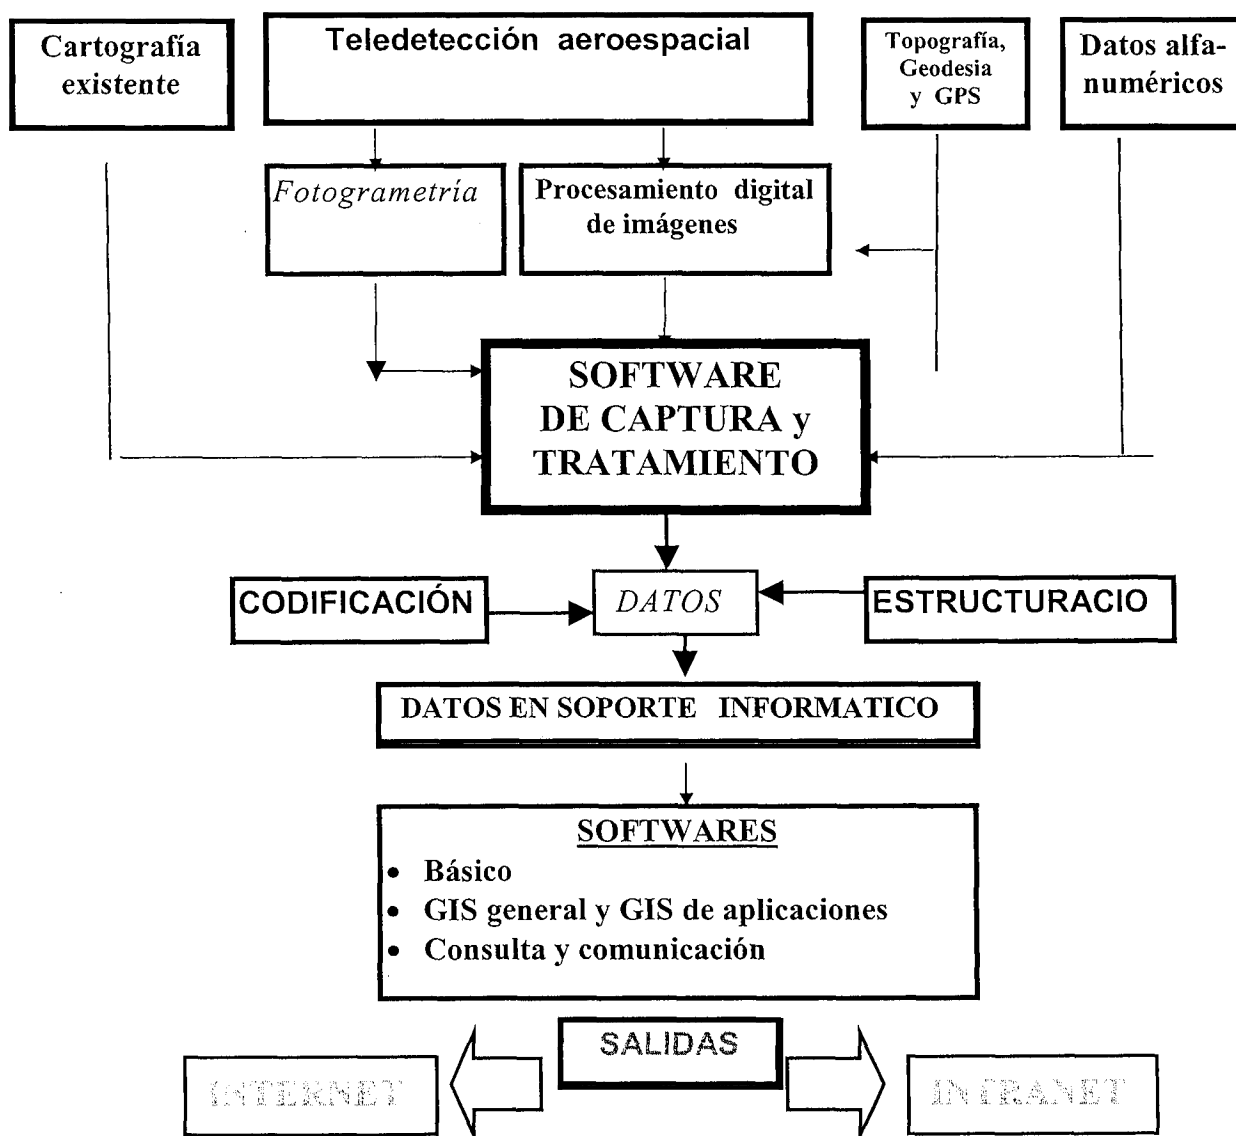 Cartografía
existente
Teledetección aeroespacial
Topografía,
Geodesia
y GPS
Datos alfa-
numéricos
Fotogrametría
Procesamiento digital
de imágenes
SOFTWARE
DE CAPTURA y
TRATAMIENTO
CODIFICACIÓN
DATOS
ESTRUCTURACIO
DATOS EN SOPORTE INFORMATICO
SOFTWARES
• Básico
• GIS general y GIS de aplicaciones
• Consulta y comunicación
SALIDAS
INTERNET
INTRANET